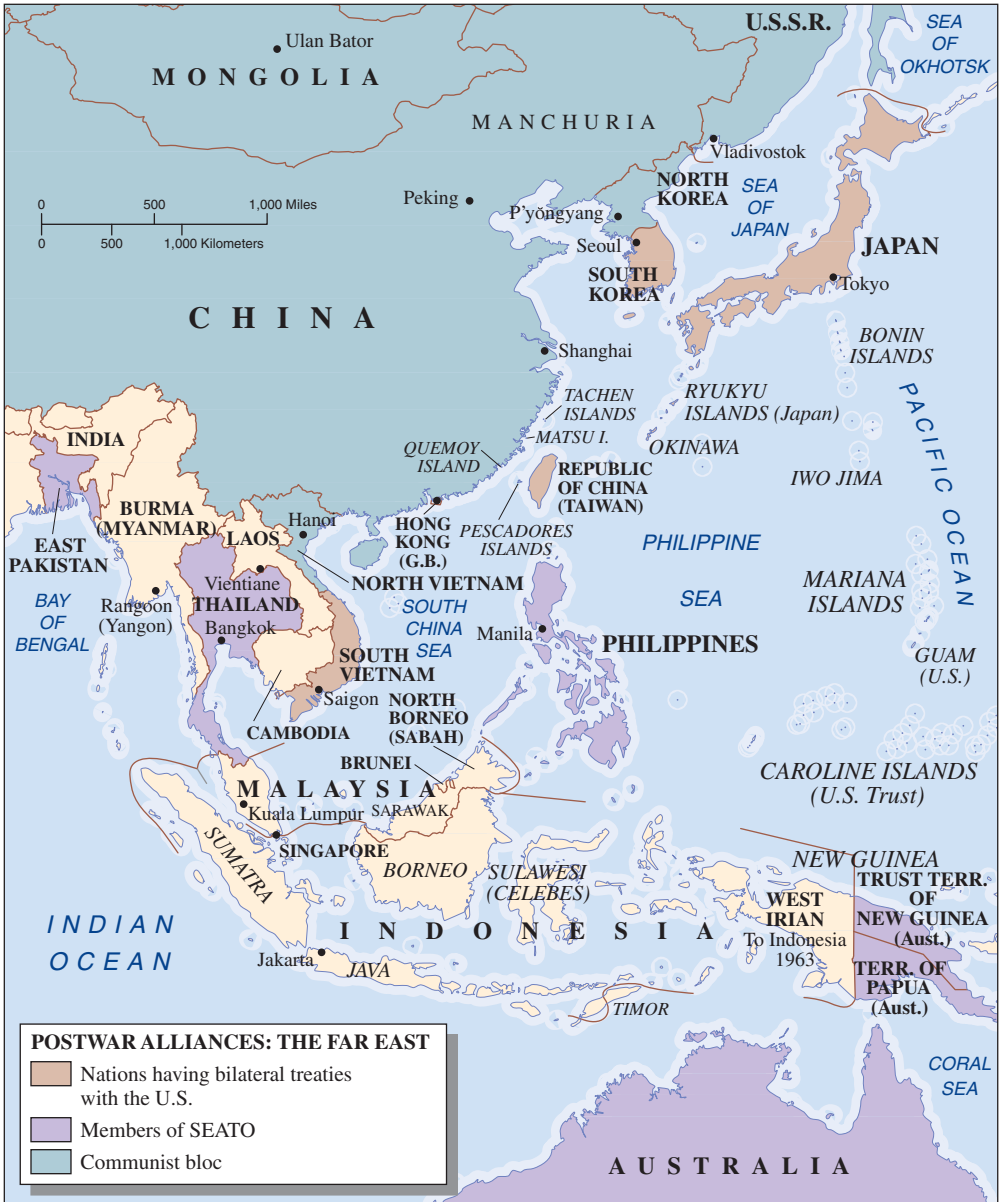 U.S.S.R.
SEA
OF
OKHOTSK
Ulan Bator
MONGOLIA
MANCHURIA
Vladivostok
NORTH
KOREA
SEA
OF
JAPAN
Peking
P'yŏngyang
0 500 1,000 Miles
0 500 1,000 Kilometers
Seoul
SOUTH
KOREA
JAPAN
Tokyo
CHINA
Shanghai
BONIN
ISLANDS
TACHEN
ISLANDS
RYUKYU
ISLANDS (Japan)
PACIFIC OCEAN
MATSU I.
OKINAWA
INDIA
QUEMOY
ISLAND
REPUBLIC
OF CHINA
(TAIWAN)
IWO JIMA
BURMA
(MYANMAR)
Hanoi
LAOS
HONG
KONG
(G.B.)
PESCADORES
ISLANDS
EAST
PAKISTAN
PHILIPPINE
SEA
NORTH VIETNAM
Vientiane
THAILAND
Bangkok
MARIANA
ISLANDS
BAY
OF
BENGAL
Rangoon
(Yangon)
SOUTH
CHINA
SEA
Manila
PHILIPPINES
GUAM
(U.S.)
SOUTH
VIETNAM
Saigon
NORTH
BORNEO
(SABAH)
CAMBODIA
BRUNEI
CAROLINE ISLANDS
(U.S. Trust)
MALAYSIA
Kuala Lumpur
SARAWAK
SINGAPORE
SUMATRA
BORNEO
SULAWESI
(CELEBES)
NEW GUINEA
TRUST TERR.
OF
NEW GUINEA
(Aust.)
WEST
IRIAN
To Indonesia
1963
INDIAN
OCEAN
INDONESIA
Jakarta
JAVA
TERR. OF
PAPUA
(Aust.)
TIMOR
CORAL
SEA
AUSTRALIA
POSTWAR ALLIANCES: THE FAR EAST
Nations having bilateral treaties
with the U.S.
Members of SEATO
Communist bloc